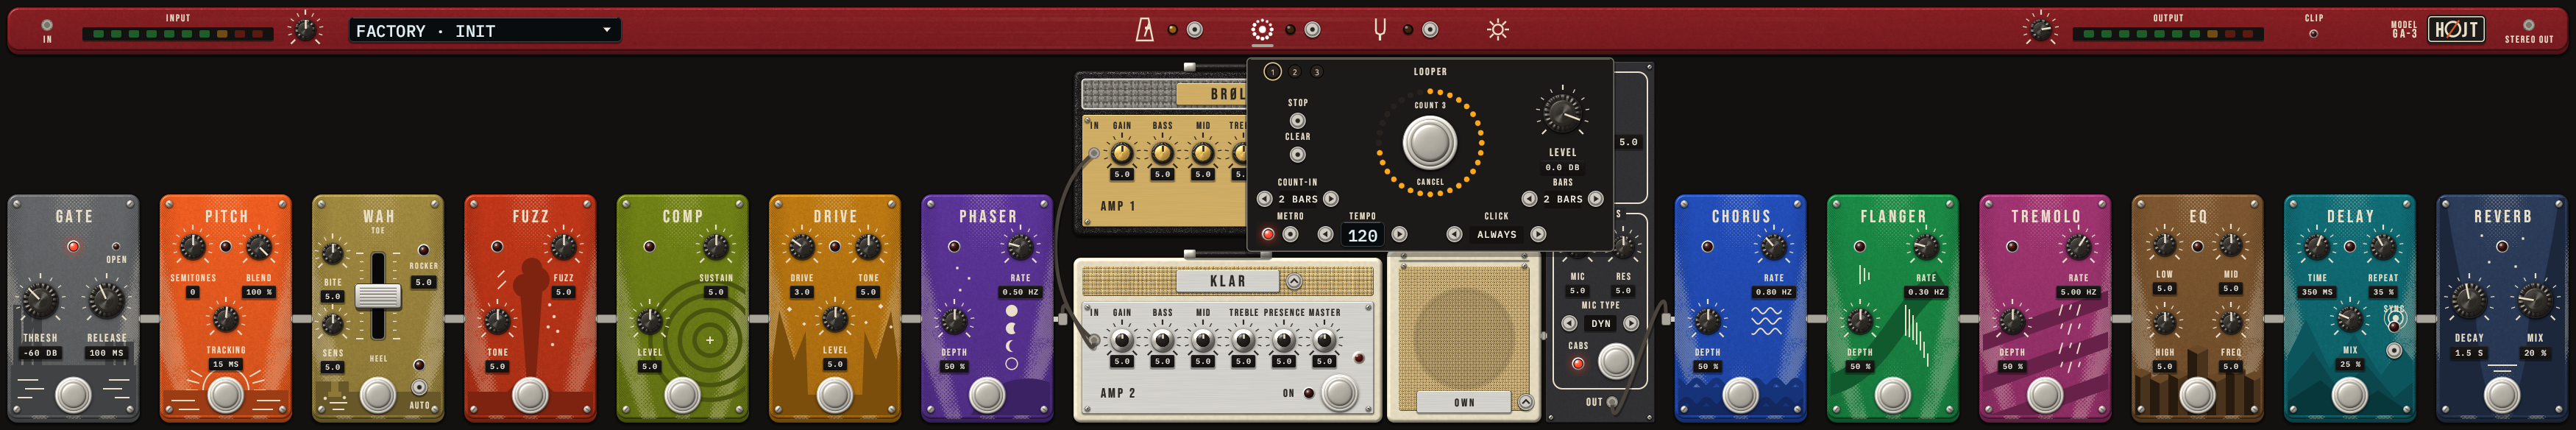 IN
INPUT
FACTORY · INIT
OUTPUT
CLIP
MODEL
GA-3
HØJT
STEREO OUT
1 2 3
LOOPER
STOP
CLEAR
COUNT 3
CANCEL
LEVEL
0.0 DB
COUNT-IN
2 BARS
BARS
2 BARS
METRO
TEMPO
120
CLICK
ALWAYS
GATE
OPEN
THRESH
-60 DB
RELEASE
100 MS
PITCH
SEMITONES
0
BLEND
100 %
TRACKING
15 MS
WAH
TOE
BITE
5.0
ROCKER
5.0
SENS
5.0
HEEL
AUTO
FUZZ
FUZZ
5.0
TONE
5.0
COMP
SUSTAIN
5.0
LEVEL
5.0
DRIVE
DRIVE
3.0
TONE
5.0
LEVEL
5.0
PHASER
RATE
0.50 HZ
DEPTH
50 %
IN GAIN BASS MID
5.0 5.0 5.0
AMP 1
5.0
KLAR
IN GAIN BASS MID TREBLE PRESENCE MASTER
5.0 5.0 5.0 5.0 5.0 5.0
AMP 2
ON
OWN
MIC
5.0
RES
5.0
MIC TYPE
DYN
CABS
OUT
CHORUS
RATE
0.80 HZ
DEPTH
50 %
FLANGER
RATE
0.30 HZ
DEPTH
50 %
TREMOLO
RATE
5.00 HZ
DEPTH
50 %
EQ
LOW
5.0
MID
5.0
HIGH
5.0
FREQ
5.0
DELAY
TIME
350 MS
REPEAT
35 %
SYNC
MIX
25 %
REVERB
DECAY
1.5 S
MIX
20 %